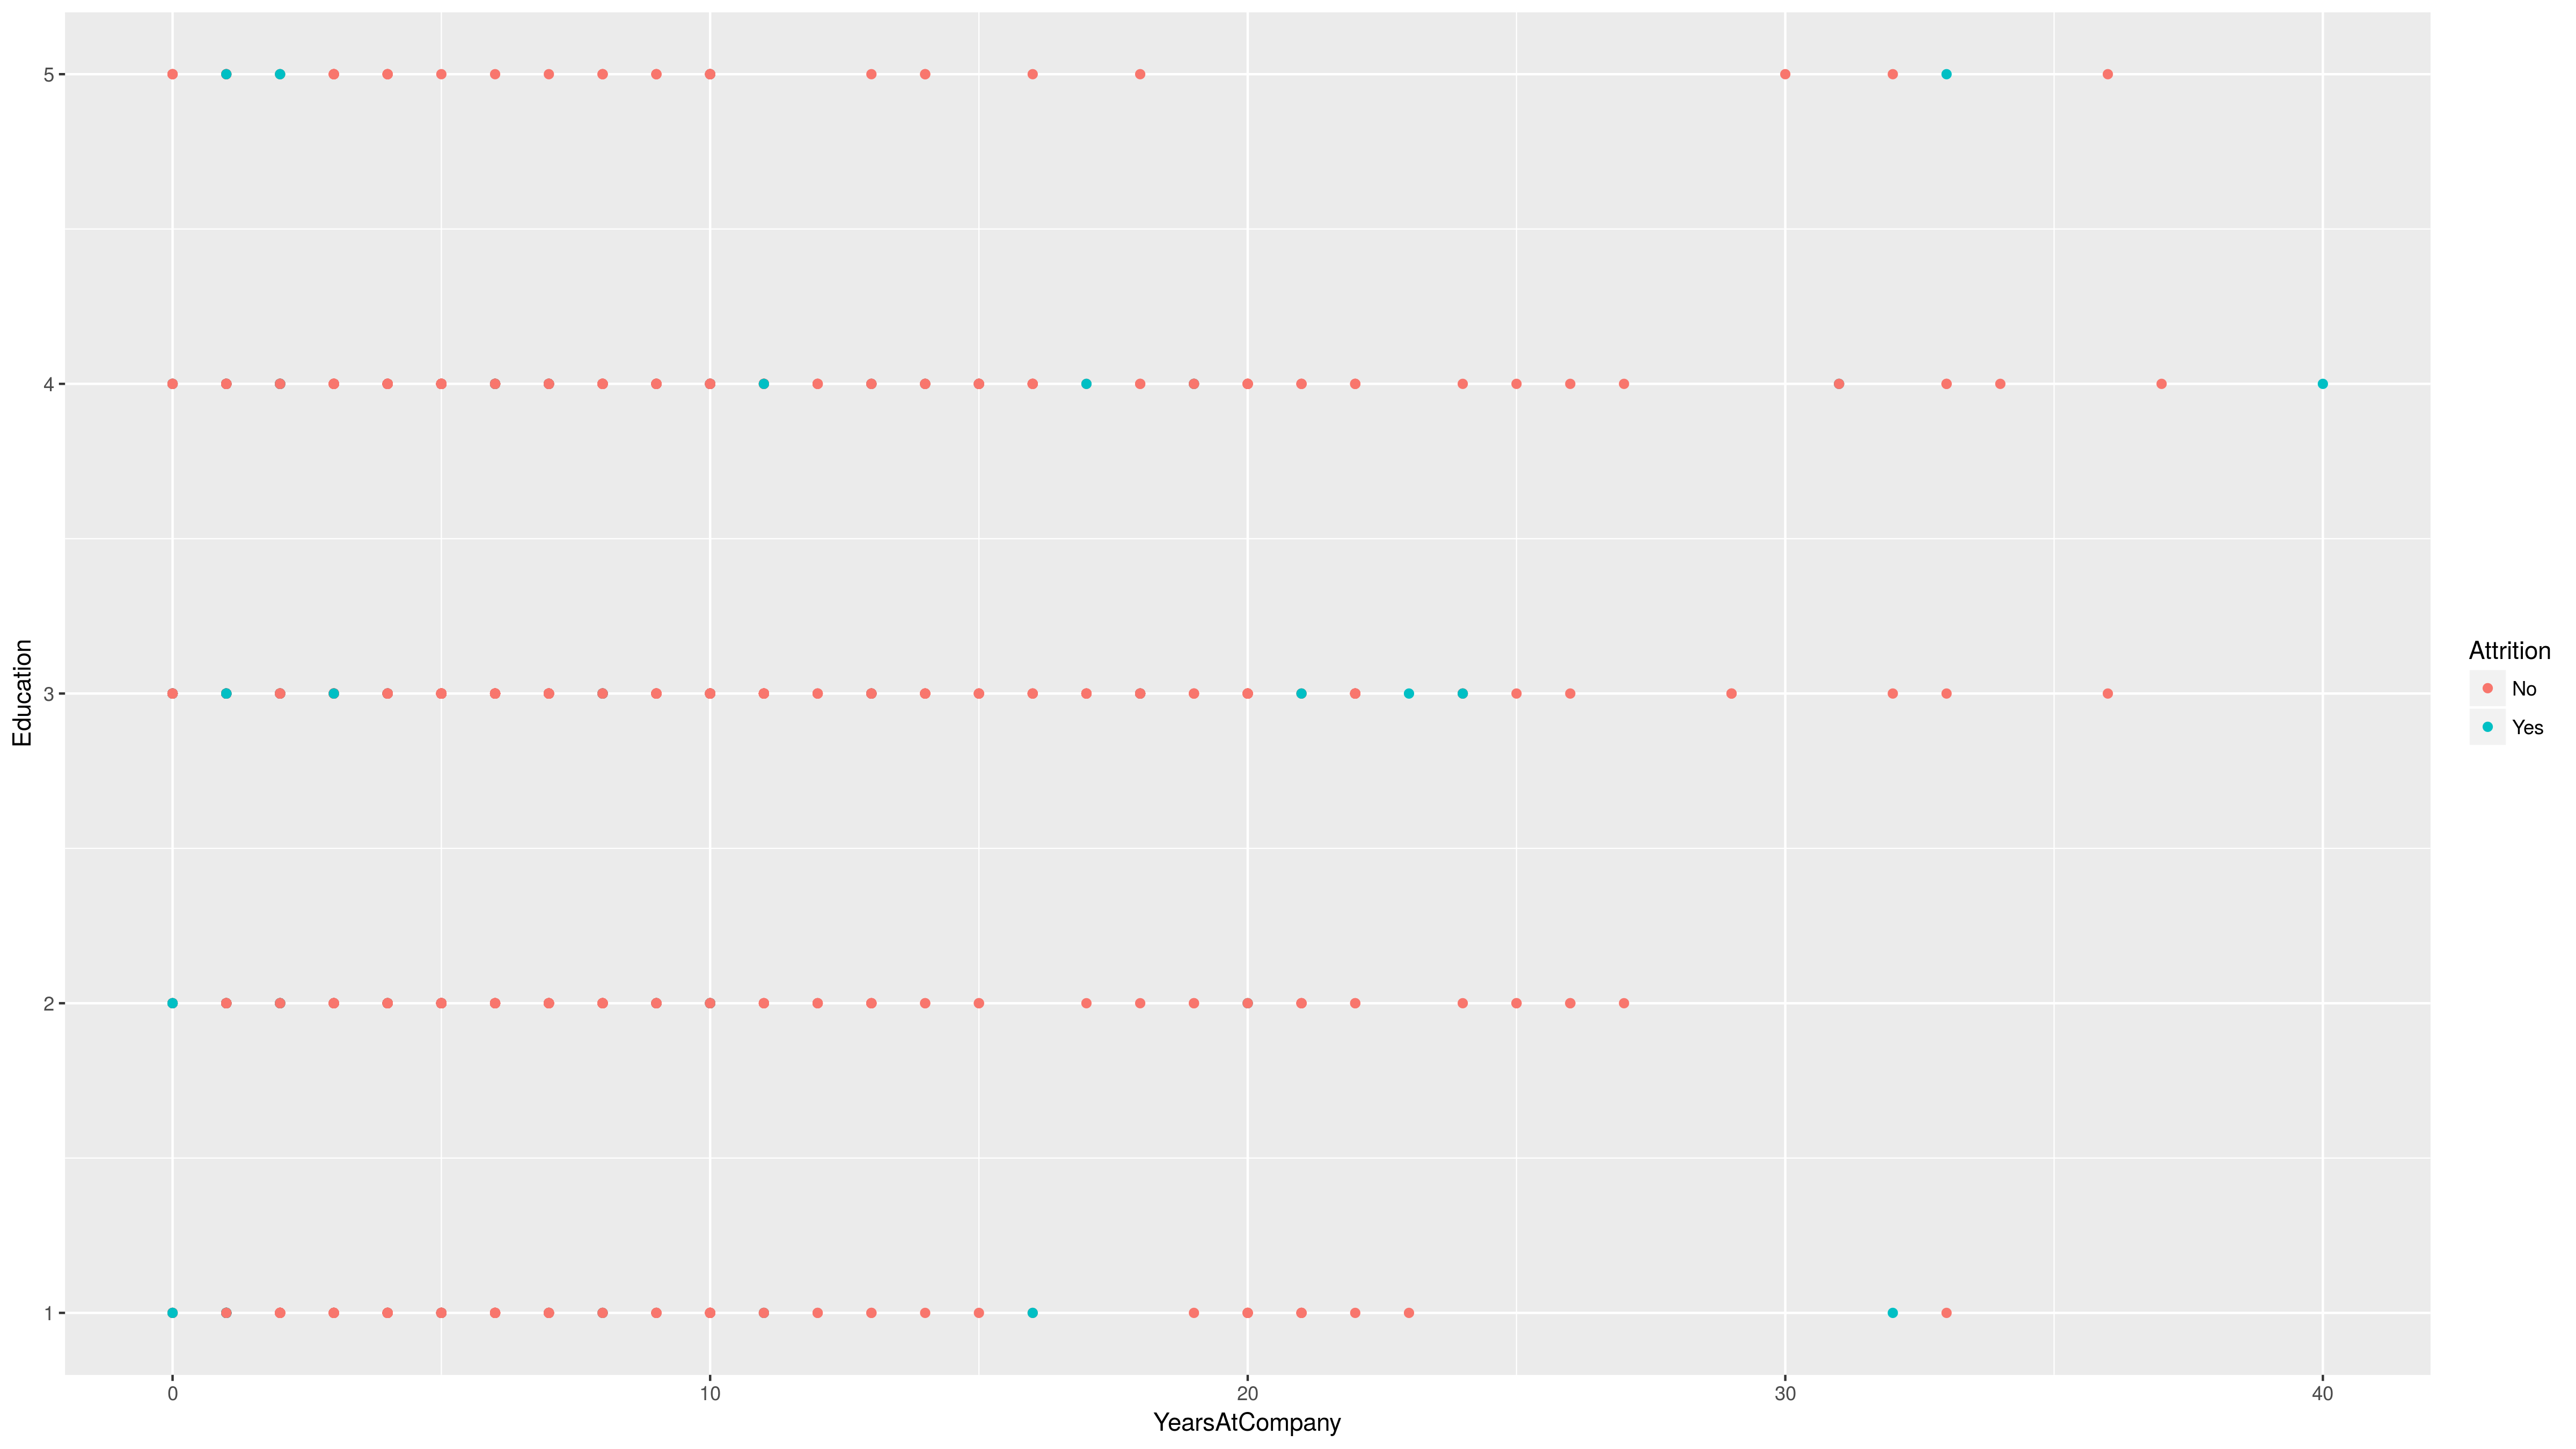 5
4
3
2
1
Education
0 10 20 30 40
YearsAtCompany
Attrition
No
Yes